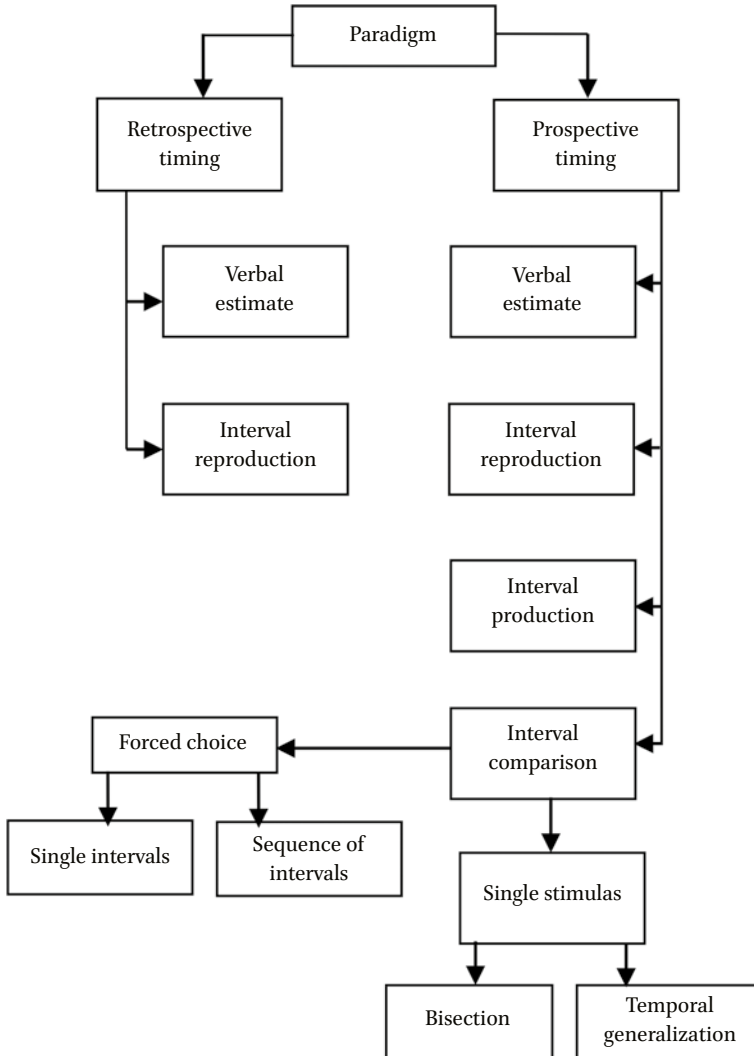 Paradigm
Retrospective
timing
Prospective
timing
Verbal
estimate
Verbal
estimate
Interval
reproduction
Interval
reproduction
Interval
production
Forced choice
Interval
comparison
Single intervals
Sequence of
intervals
Single stimulas
Bisection
Temporal
generalization